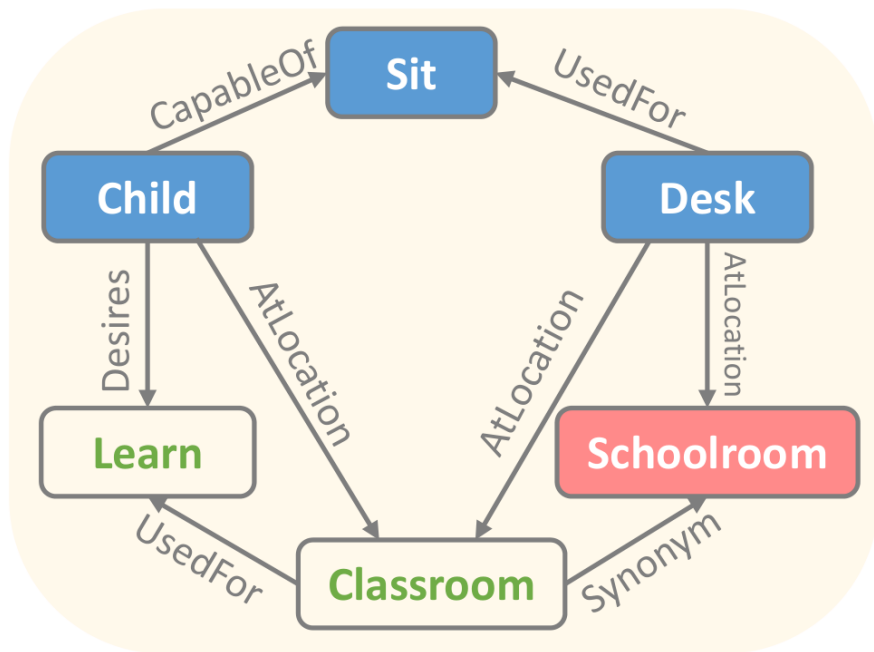 Sit
CapableOf
UsedFor
Child
Desk
Desires
AtLocation
AtLocation
AtLocation
Learn
Schoolroom
UsedFor
Classroom
Synonym